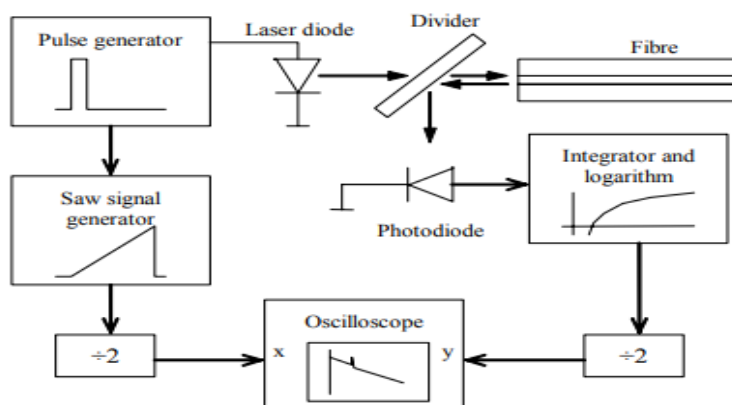 Pulse generator
Laser diode
Divider
Fibre
Saw signal
generator
Photodiode
Integrator and
logarithm
÷2
x
Oscilloscope
y
÷2